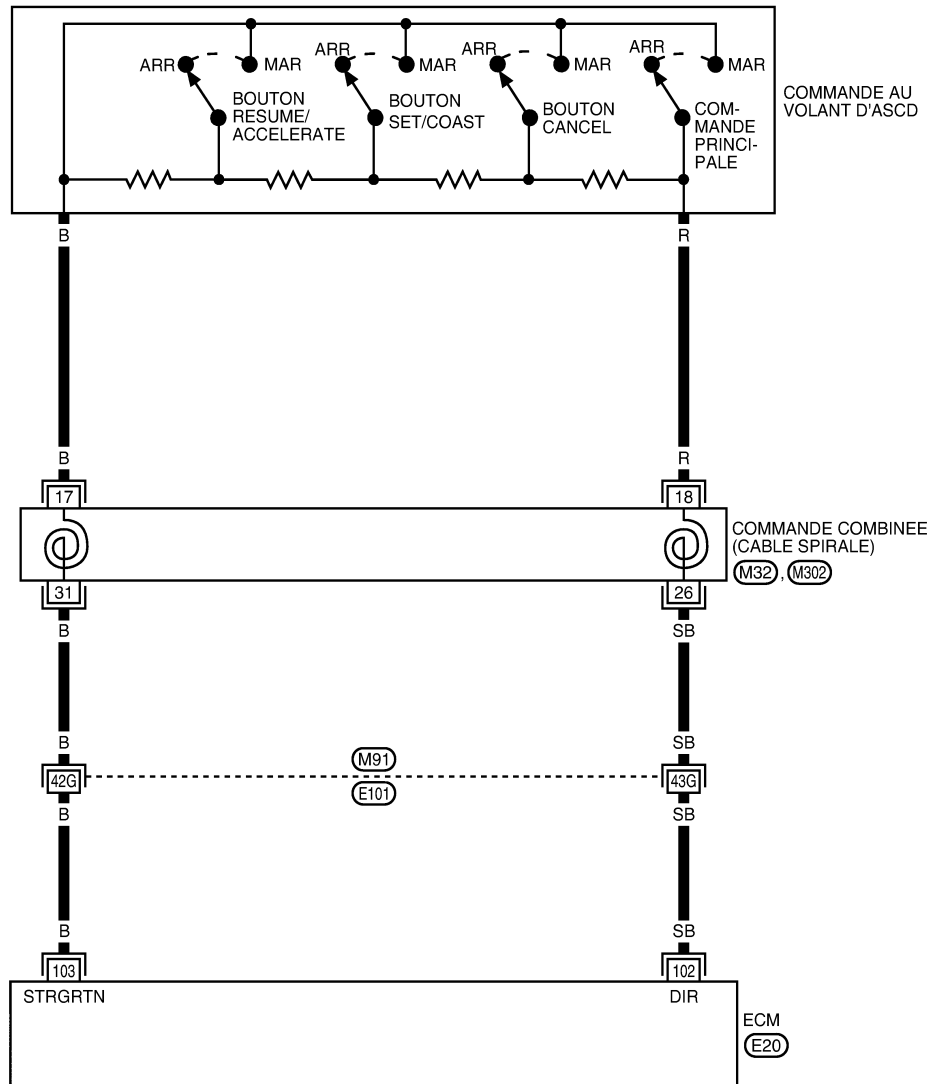 ARR
MAR
ARR
MAR
ARR
MAR
ARR
MAR
BOUTON
RESUME/
ACCELERATE
BOUTON
SET/COAST
BOUTON
CANCEL
COM-
MANDE
PRINCI-
PALE
COMMANDE AU
VOLANT D'ASCD
B
R
B
R
17
18
COMMANDE COMBINEE
(CABLE SPIRALE)
M32 , M302
31
26
B
SB
B
SB
M91
42G
43G
E101
B
SB
B
SB
103
102
STRGRTN
DIR
ECM
E20